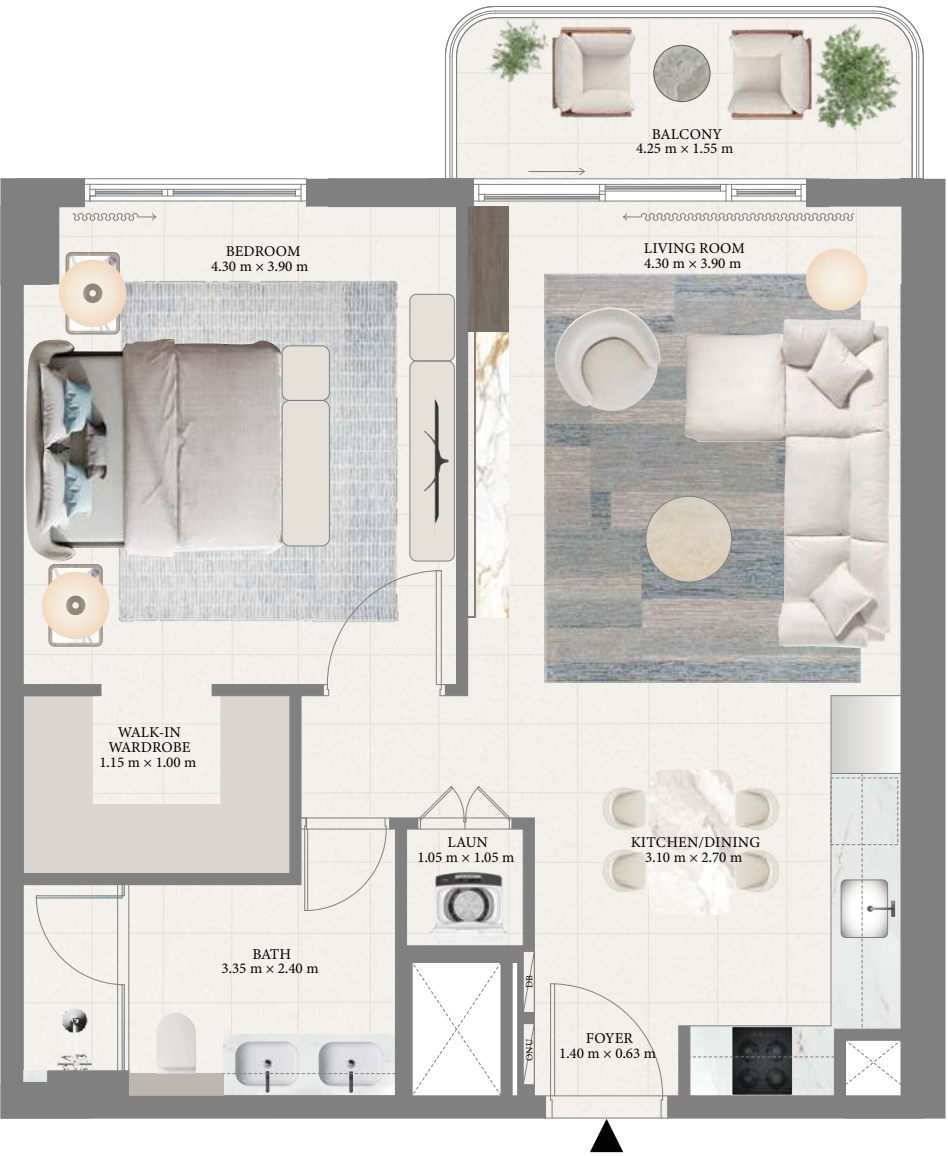 BALCONY
4.25 m × 1.55 m
BEDROOM
4.30 m × 3.90 m
LIVING ROOM
4.30 m × 3.90 m
WALK-IN
WARDROBE
1.15 m × 1.00 m
LAUN
1.05 m × 1.05 m
KITCHEN/DINING
3.10 m × 2.70 m
BATH
3.35 m × 2.40 m
DB
ONU
FOYER
1.40 m × 0.63 m